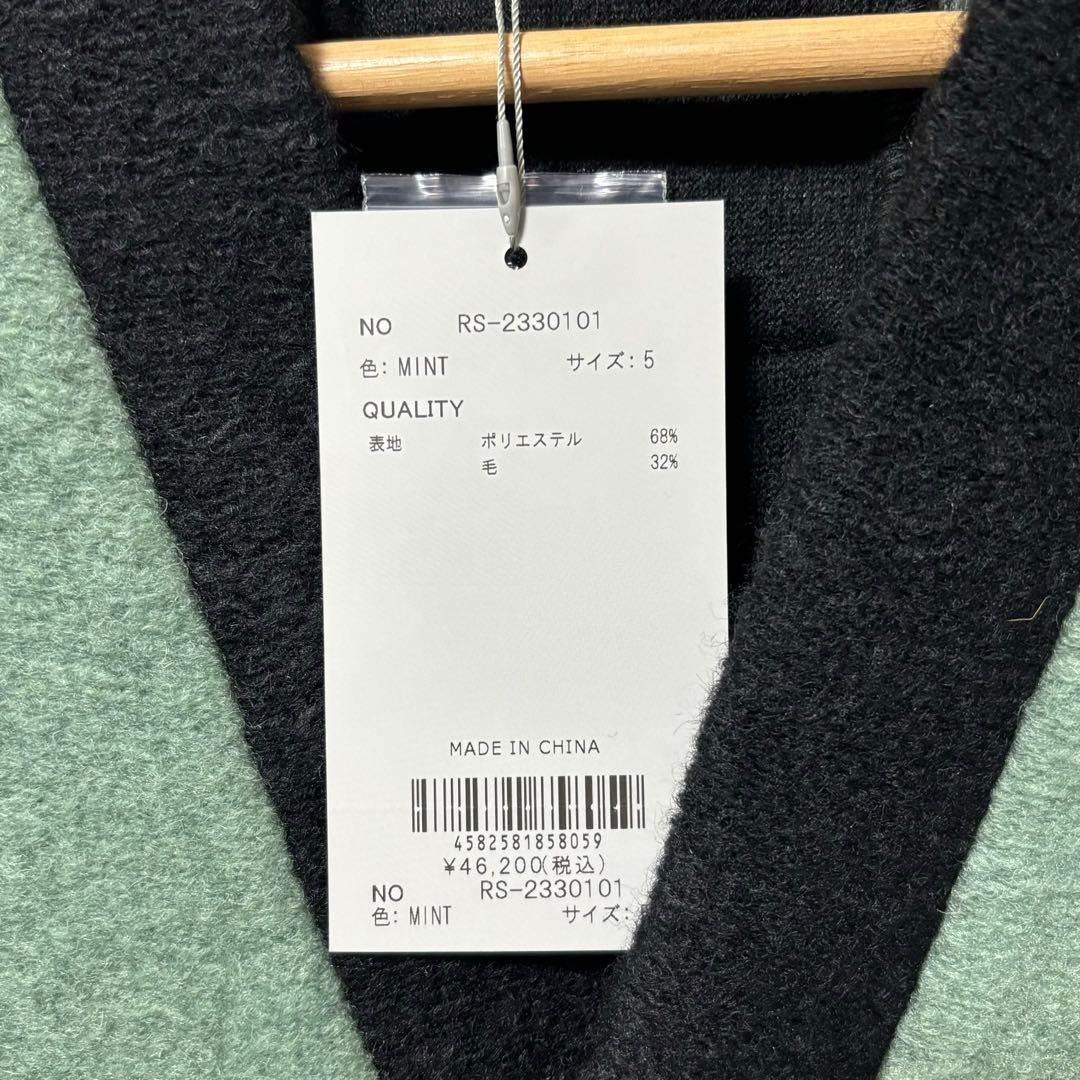 NO RS-2330101
色: MINT サイズ: 5
QUALITY
表地 ポリエステル 68%
毛 32%
MADE IN CHINA
4582581858059
¥46,200(税込)
NO RS-2330101
色: MINT サイズ: